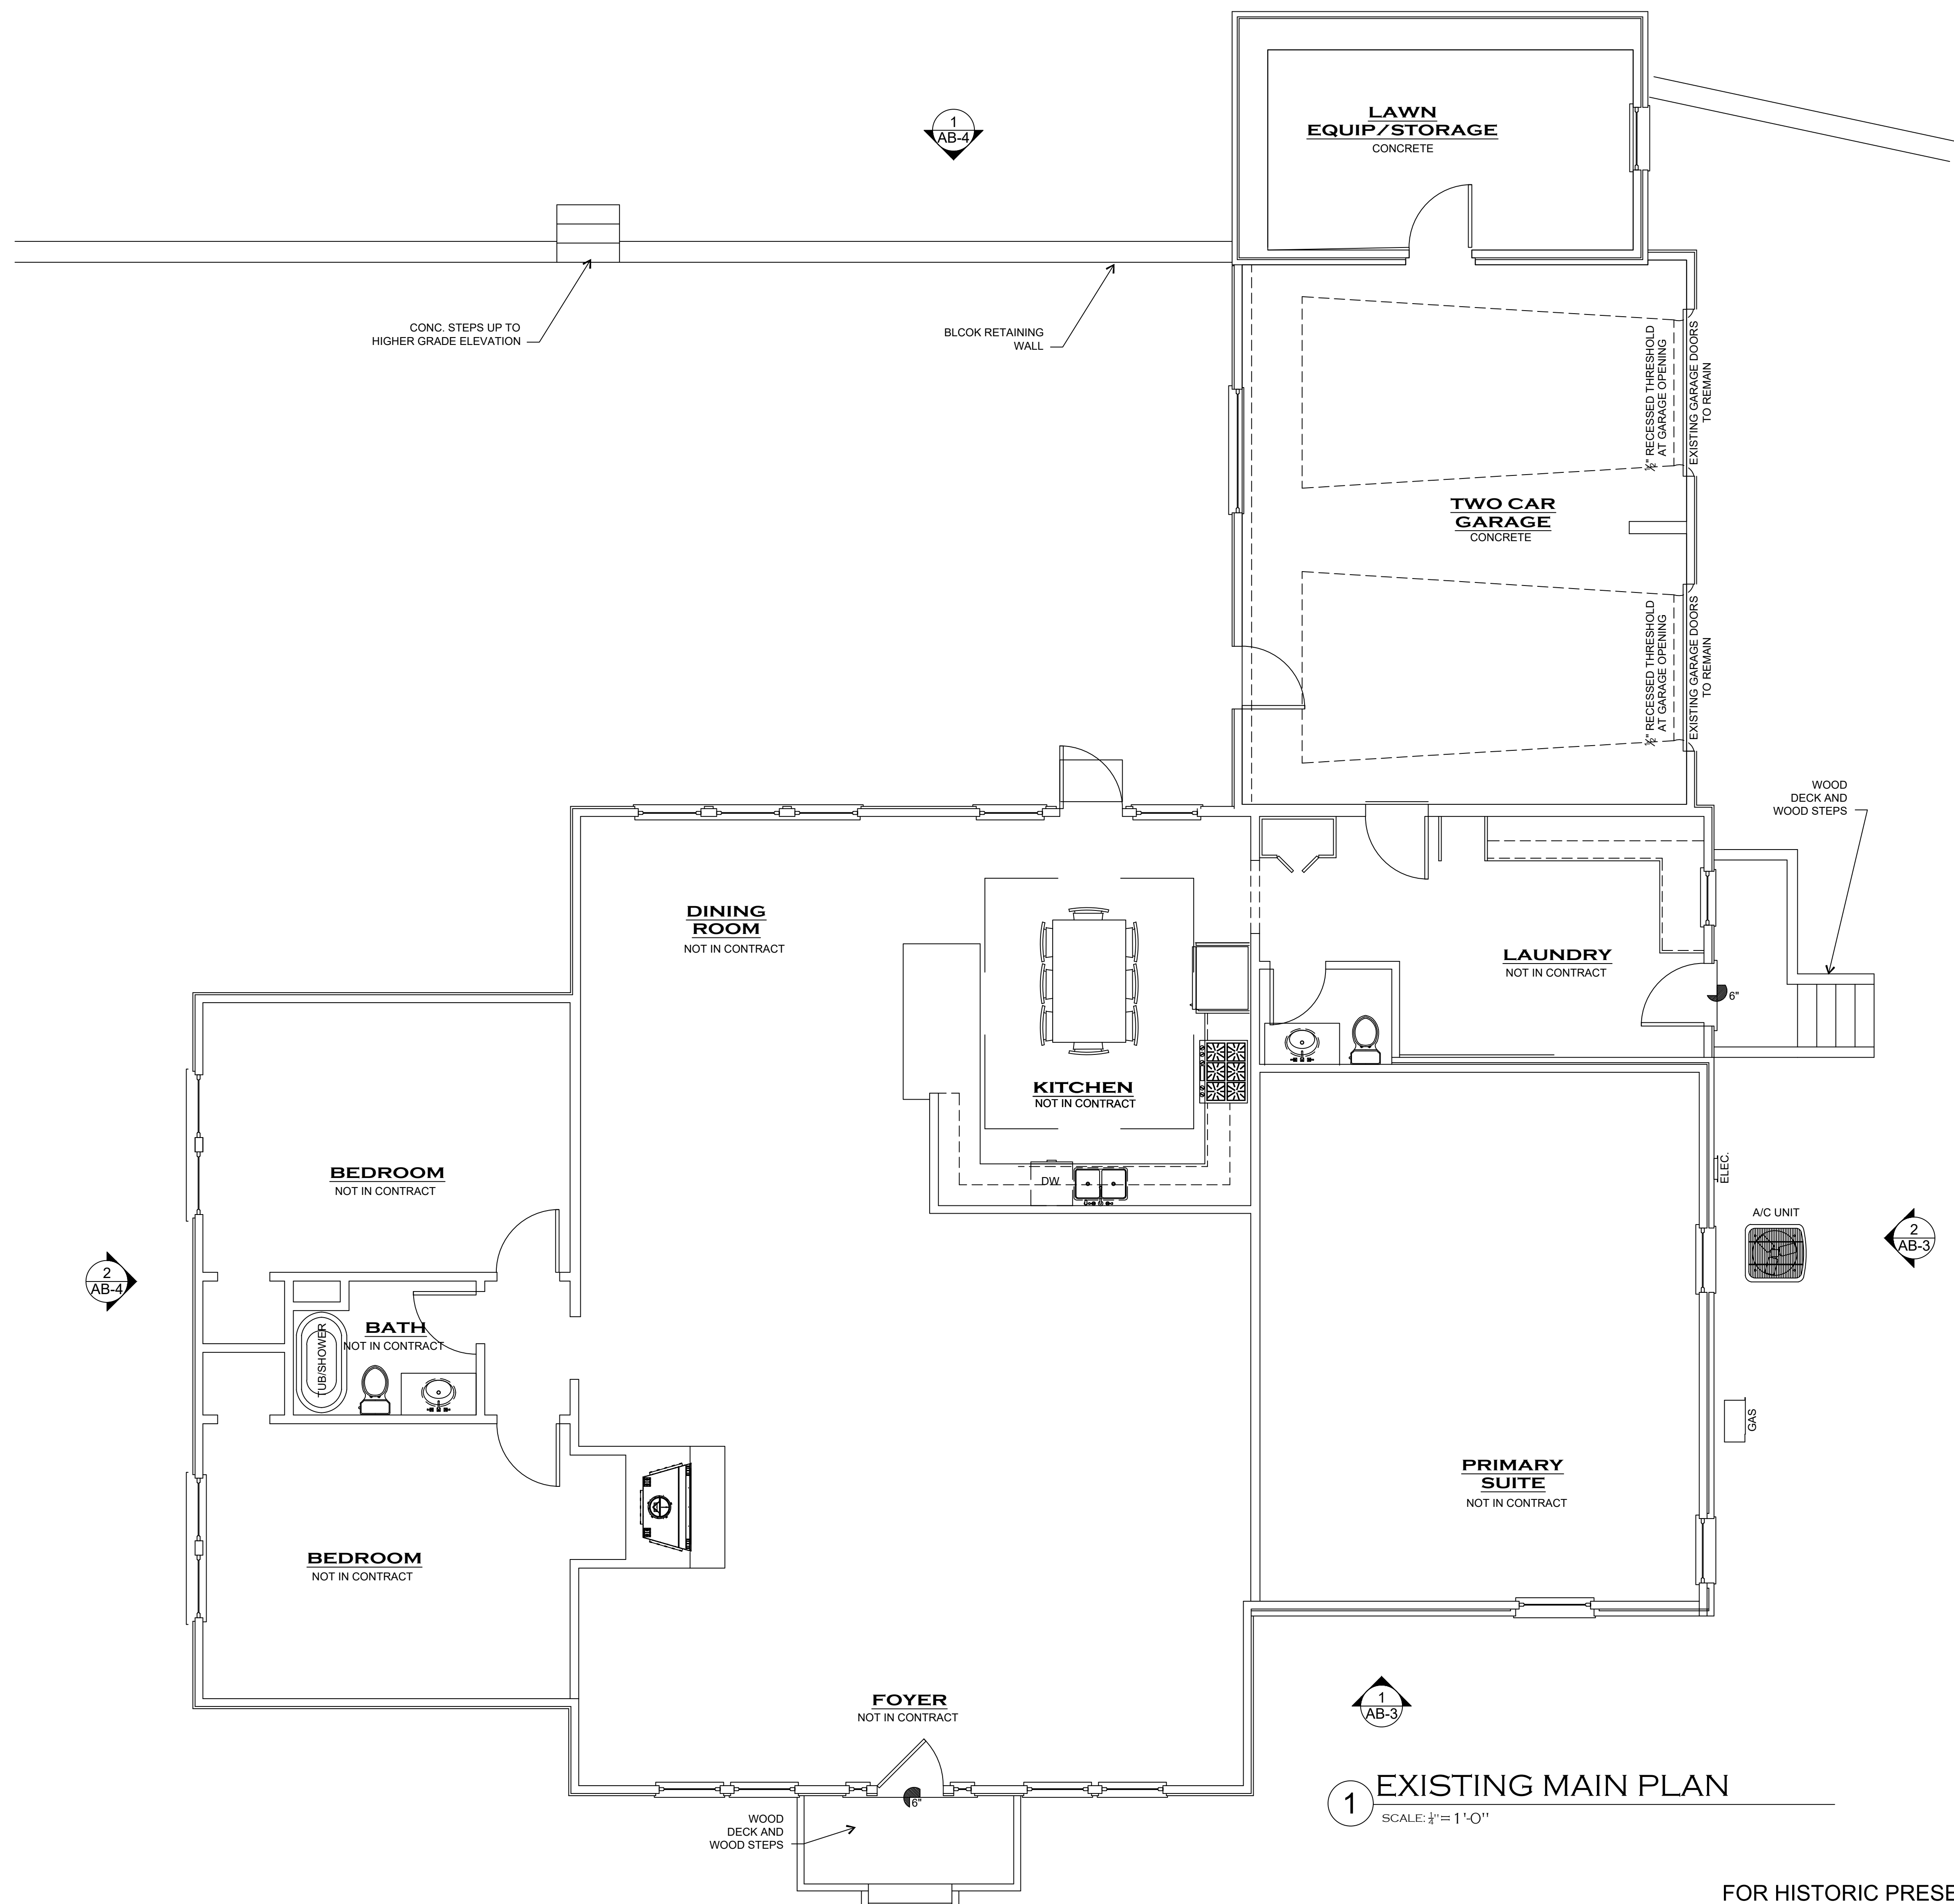 LAWN
EQUIP/STORAGE
CONCRETE
1
AB-4
CONC. STEPS UP TO
HIGHER GRADE ELEVATION
BLCOK RETAINING
WALL
½" RECESSED THRESHOLD
AT GARAGE OPENING
EXISTING GARAGE DOORS
TO REMAIN
TWO CAR
GARAGE
CONCRETE
½" RECESSED THRESHOLD
AT GARAGE OPENING
EXISTING GARAGE DOORS
TO REMAIN
WOOD
DECK AND
WOOD STEPS
DINING
ROOM
NOT IN CONTRACT
LAUNDRY
NOT IN CONTRACT
6"
KITCHEN
NOT IN CONTRACT
DW
BEDROOM
NOT IN CONTRACT
ELEC.
A/C UNIT
2
AB-3
2
AB-4
BATH
NOT IN CONTRACT
TUB/SHOWER
GAS
PRIMARY
SUITE
NOT IN CONTRACT
BEDROOM
NOT IN CONTRACT
FOYER
NOT IN CONTRACT
1
AB-3
6"
WOOD
DECK AND
WOOD STEPS
1 EXISTING MAIN PLAN
SCALE: ¼" = 1'-0"
FOR HISTORIC PRESE